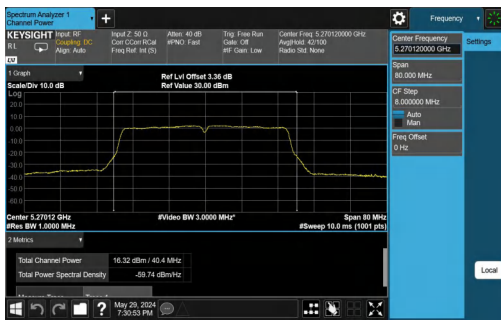 Spectrum Analyzer 1
Channel Power
+
Frequency
KEYSIGHT
Input: RF
Coupling: DC
Align: Auto
Input Z: 50 Ω
Corr CCorr RCal
Freq Ref: Int (S)
Atten: 40 dB
#PNO: Fast
Trig: Free Run
Gate: Off
#IF Gain: Low
Center Freq: 5.270120000 GHz
Avg|Hold: 42/100
Radio Std: None
RL
LW
1 Graph
Scale/Div 10.0 dB
Ref Lvl Offset 3.36 dB
Ref Value 30.00 dBm
Log
20.0
10.0
0.00
-10.0
-20.0
-30.0
-40.0
-50.0
-60.0
Center 5.27012 GHz
#Res BW 1.0000 MHz
#Video BW 3.0000 MHz*
Span 80 MHz
#Sweep 10.0 ms (1001 pts)
2 Metrics
Total Channel Power 16.32 dBm / 40.4 MHz
Total Power Spectral Density -59.74 dBm/Hz
?
May 29, 2024
7:30:53 PM
Center Frequency
5.270120000 GHz
Span
80.000 MHz
CF Step
8.000000 MHz
Auto
Man
Freq Offset
0 Hz
Settings
Local